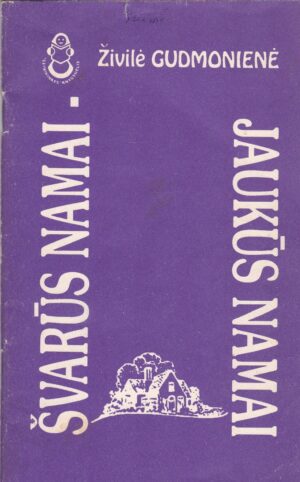 Živilė GUDMONIENĖ
ŠVARŪS NAMAI -
JAUKŪS NAMAI